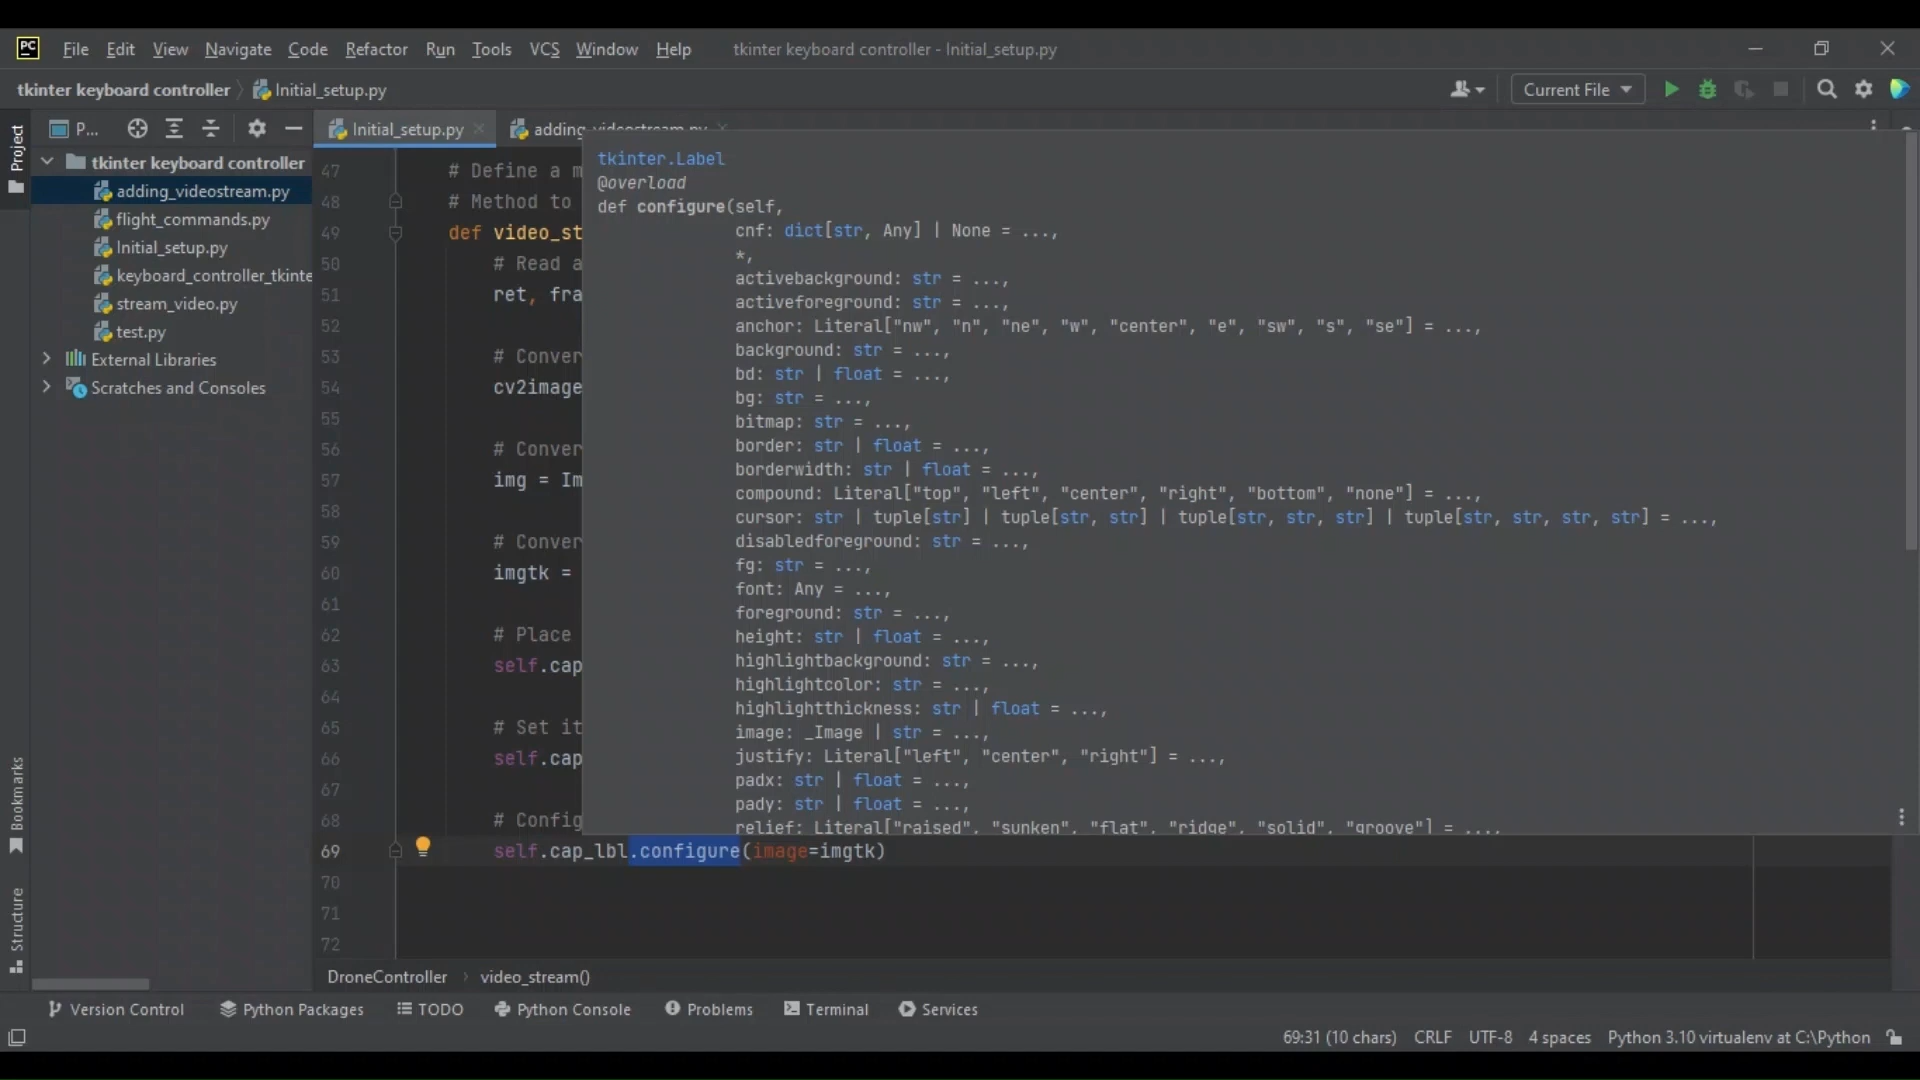 PC File Edit View Navigate Code Refactor Run Tools VCS Window Help tkinter keyboard controller - Initial_setup.py
tkinter keyboard controller Initial_setup.py Current File
Project P... Initial_setup.py adding_videostream.py
tkinter keyboard controller
adding_videostream.py
flight_commands.py
Initial_setup.py
keyboard_controller_tkinte
stream_video.py
test.py
External Libraries
Scratches and Consoles
47 # Define a m
48 # Method to
49 def video_st
50 # Read a
51 ret, fra
52
53 # Conver
54 cv2image
55
56 # Conver
57 img = Im
58
59 # Conver
60 imgtk =
61
62 # Place
63 self.cap
64
65 # Set it
66 self.cap
67
68 # Config
69 self.cap_lbl.configure(image=imgtk)
70
71
72
tkinter.Label
@overload
def configure(self,
cnf: dict[str, Any] | None = ...,
*,
activebackground: str = ...,
activeforeground: str = ...,
anchor: Literal["nw", "n", "ne", "w", "center", "e", "sw", "s", "se"] = ...,
background: str = ...,
bd: str | float = ...,
bg: str = ...,
bitmap: str = ...,
border: str | float = ...,
borderwidth: str | float = ...,
compound: Literal["top", "left", "center", "right", "bottom", "none"] = ...,
cursor: str | tuple[str] | tuple[str, str] | tuple[str, str, str] | tuple[str, str, str, str] = ...,
disabledforeground: str = ...,
fg: str = ...,
font: Any = ...,
foreground: str = ...,
height: str | float = ...,
highlightbackground: str = ...,
highlightcolor: str = ...,
highlightthickness: str | float = ...,
image: _Image | str = ...,
justify: Literal["left", "center", "right"] = ...,
padx: str | float = ...,
pady: str | float = ...,
relief: Literal["raised", "sunken", "flat", "ridge", "solid", "groove"] = ...,
Bookmarks
Structure
DroneController video_stream()
Version Control Python Packages TODO Python Console Problems Terminal Services
69:31 (10 chars) CRLF UTF-8 4 spaces Python 3.10 virtualenv at C:\Python